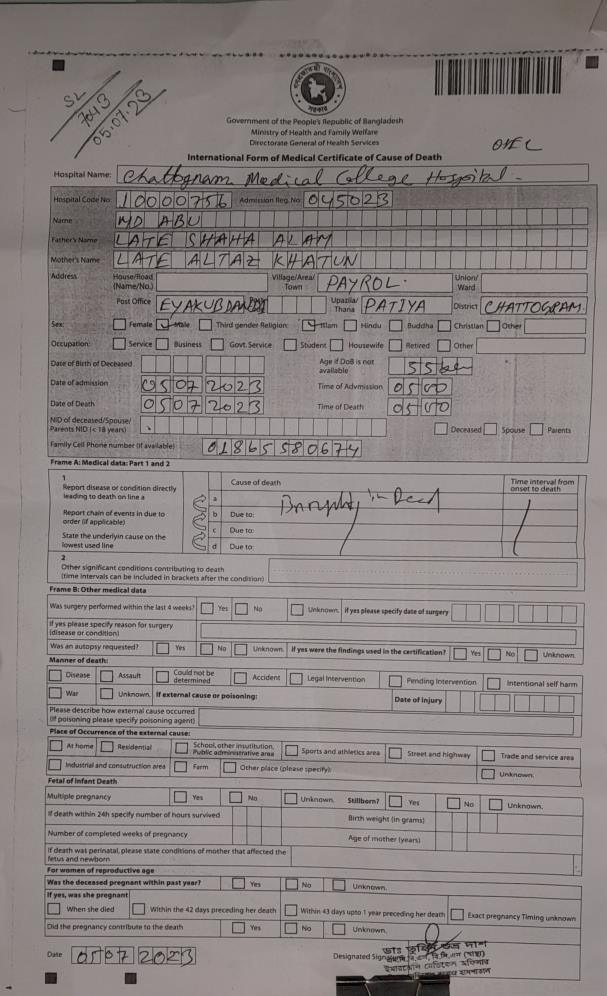 SL
7043
05.07.23
গণপ্রজাতন্ত্রী বাংলাদেশ
সরকার
Government of the People's Republic of Bangladesh
Ministry of Health and Family Welfare
Directorate General of Health Services
International Form of Medical Certificate of Cause of Death
Hospital Name: Chattogram Medical College Hospital.
Hospital Code No: 10000756 Admission Reg. No: 045023
Name MD ABU
Father's Name LATE SHAHA ALAM
Mother's Name LATE ALTAZ KHATUN
Address House/Road (Name/No.) Village/Area/ Town PAYROL. Union/ Ward
Post Office Upazila/ Thana PATIYA District CHATTOGRAM
Sex: Female Male Third gender Religion: Islam Hindu Buddha Christian Other
Occupation: Service Business Govt. Service Student Housewife Retired Other
Date of Birth of Deceased Age if DoB is not available 55
Date of admission 05 07 2023 Time of Advmission 05 00
Date of Death 05 07 2023 Time of Death 05 00
NID of deceased/Spouse/ Parents NID (< 18 years) Deceased Spouse Parents
Family Cell Phone number (if available) 01865580674
Frame A: Medical data: Part 1 and 2
1 Cause of death Time interval from onset to death
Report disease or condition directly leading to death on line a a Brought in Dead
Report chain of events in due to order (if applicable) b Due to:
c Due to:
State the underlyin cause on the lowest used line d Due to:
2
Other significant conditions contributing to death
(time intervals can be included in brackets after the condition)
Frame B: Other medical data
Was surgery performed within the last 4 weeks? Yes No Unknown. if yes please specify date of surgery
If yes please specify reason for surgery
(disease or condition)
Was an autopsy requested? Yes No Unknown. if yes were the findings used in the certification? Yes No Unknown.
Manner of death:
Disease Assault Could not be determined Accident Legal Intervention Pending Intervention Intentional self harm
War Unknown. If external cause or poisoning: Date of injury
Please describe how external cause occurred
(If poisoning please specify poisoning agent)
Place of Occurrence of the external cause:
At home Residential School, other insutitution, Public administrative area Sports and athletics area Street and highway Trade and service area
Industrial and consutruction area Farm Other place (please specify): Unknown.
Fetal of Infant Death
Multiple pregnancy Yes No Unknown. Stillborn? Yes No Unknown.
If death within 24h specify number of hours survived Birth weight (in grams)
Number of completed weeks of pregnancy Age of mother (years)
If death was perinatal, please state conditions of mother that affected the
fetus and newborn
For women of reproductive age
Was the deceased pregnant within past year? Yes No Unknown.
If yes, was she pregnant
When she died Within the 42 days preceding her death Within 43 days upto 1 year preceding her death Exact pregnancy Timing unknown
Did the pregnancy contribute to the death Yes No Unknown.
Date 05 07 2023 Designated Sign